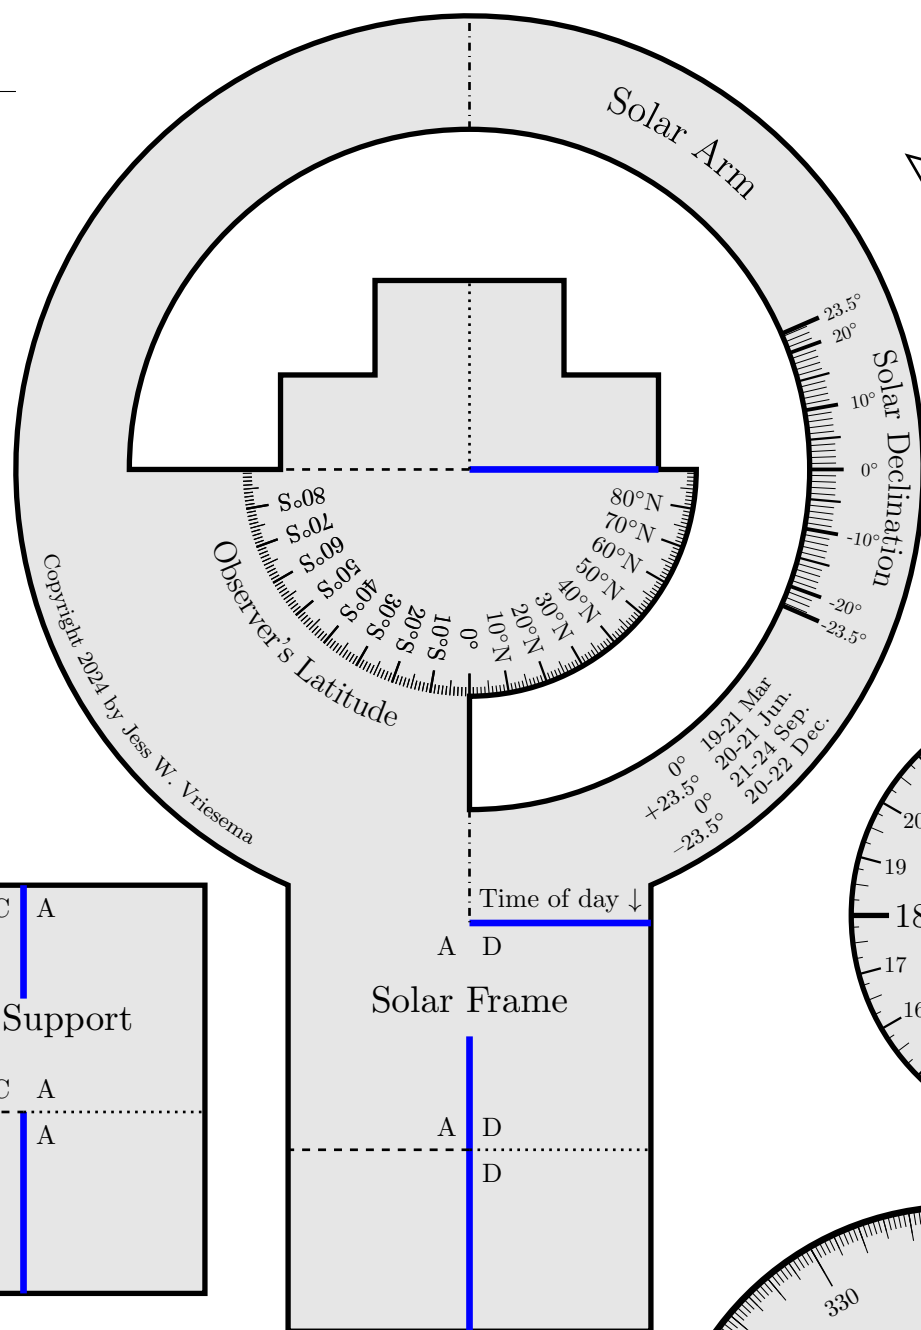 Solar Arm
23.5°
20°
10°
0°
-10°
-20°
-23.5°
Solar Declination
80°S
70°S
60°S
50°S
40°S
30°S
20°S
10°S
0°
10°N
20°N
30°N
40°N
50°N
60°N
70°N
80°N
Observer's Latitude
Copyright 2024 by Jess W. Vriesema
0° 19-21 Mar
+23.5° 20-21 Jun.
0° 21-24 Sep.
−23.5° 20-22 Dec.
Time of day ↓
A D
Solar Frame
A D
D
C A
Support
C A
A
20
19
18
17
16
330